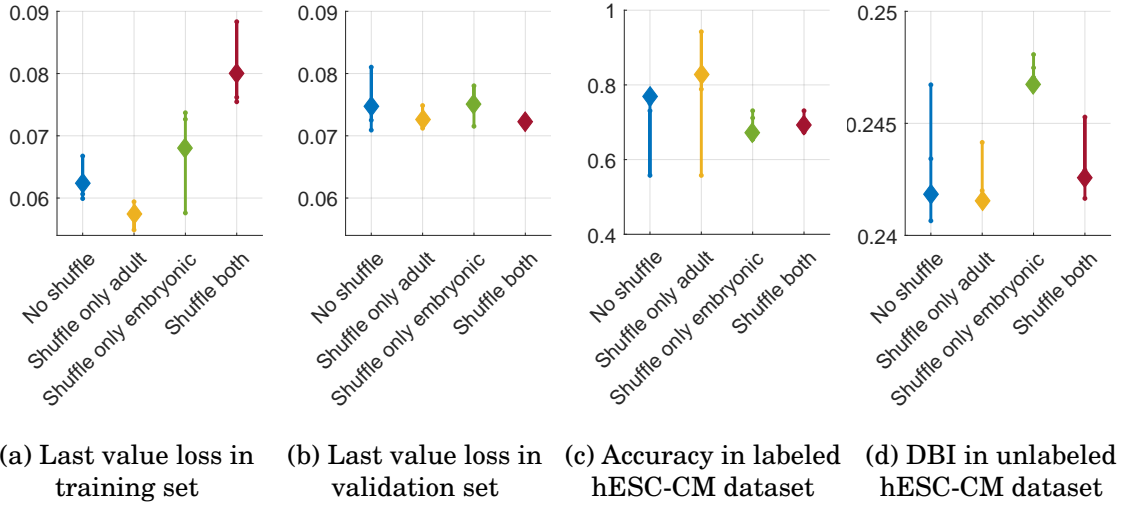 0.09
0.08
0.07
0.06
No shuffle
Shuffle only adult
Shuffle only embryonic
Shuffle both
0.09
0.08
0.07
0.06
No shuffle
Shuffle only adult
Shuffle only embryonic
Shuffle both
1
0.8
0.6
0.4
No shuffle
Shuffle only adult
Shuffle only embryonic
Shuffle both
0.25
0.245
0.24
No shuffle
Shuffle only adult
Shuffle only embryonic
Shuffle both
(a) Last value loss in
training set
(b) Last value loss in
validation set
(c) Accuracy in labeled
hESC-CM dataset
(d) DBI in unlabeled
hESC-CM dataset